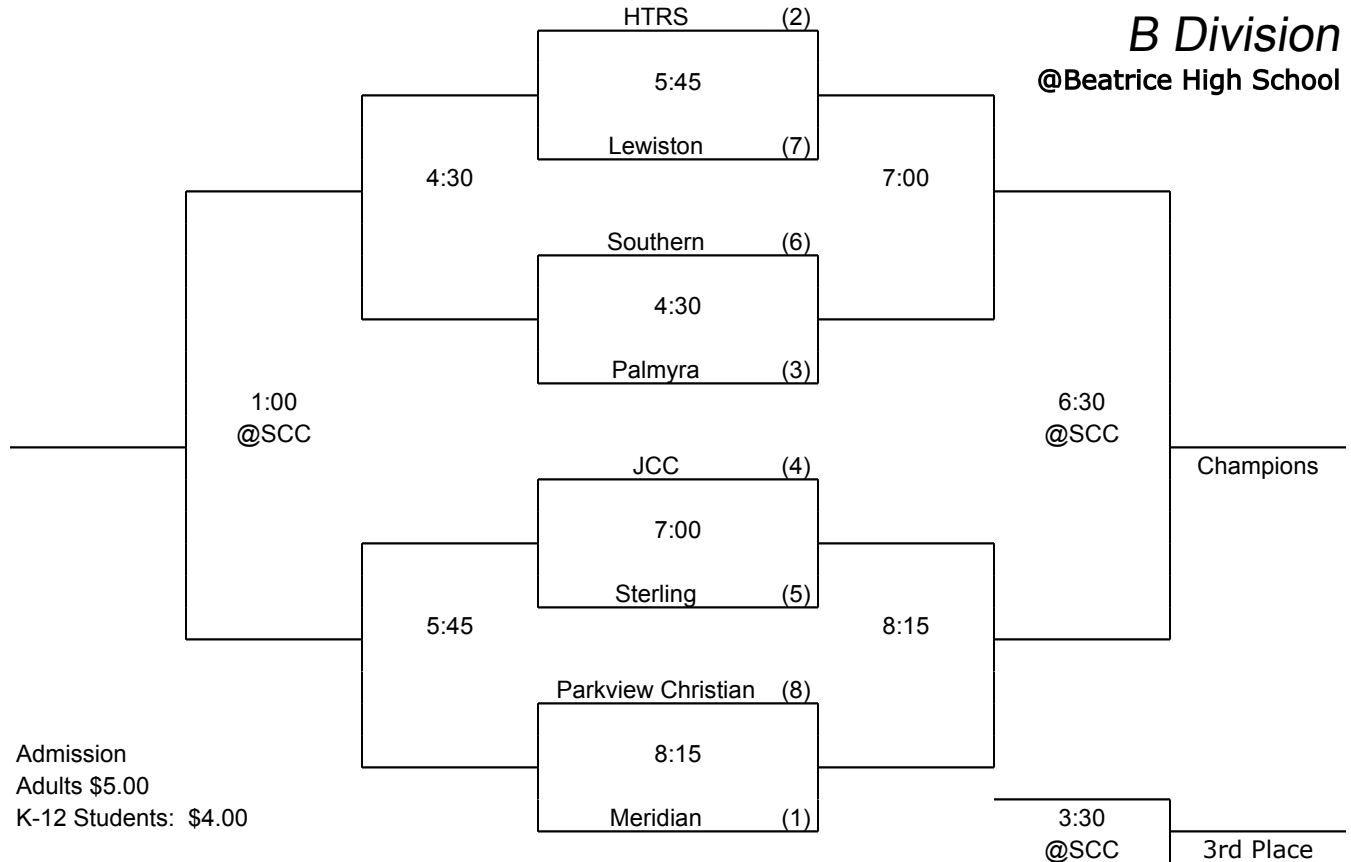 HTRS (2)
B Division
@Beatrice High School
5:45
Lewiston (7)
4:30
7:00
Southern (6)
4:30
Palmyra (3)
1:00
@SCC
6:30
@SCC
JCC (4)
Champions
7:00
Sterling (5)
5:45
8:15
Parkview Christian (8)
Admission
8:15
Adults $5.00
K-12 Students: $4.00
Meridian (1)
3:30
@SCC
3rd Place